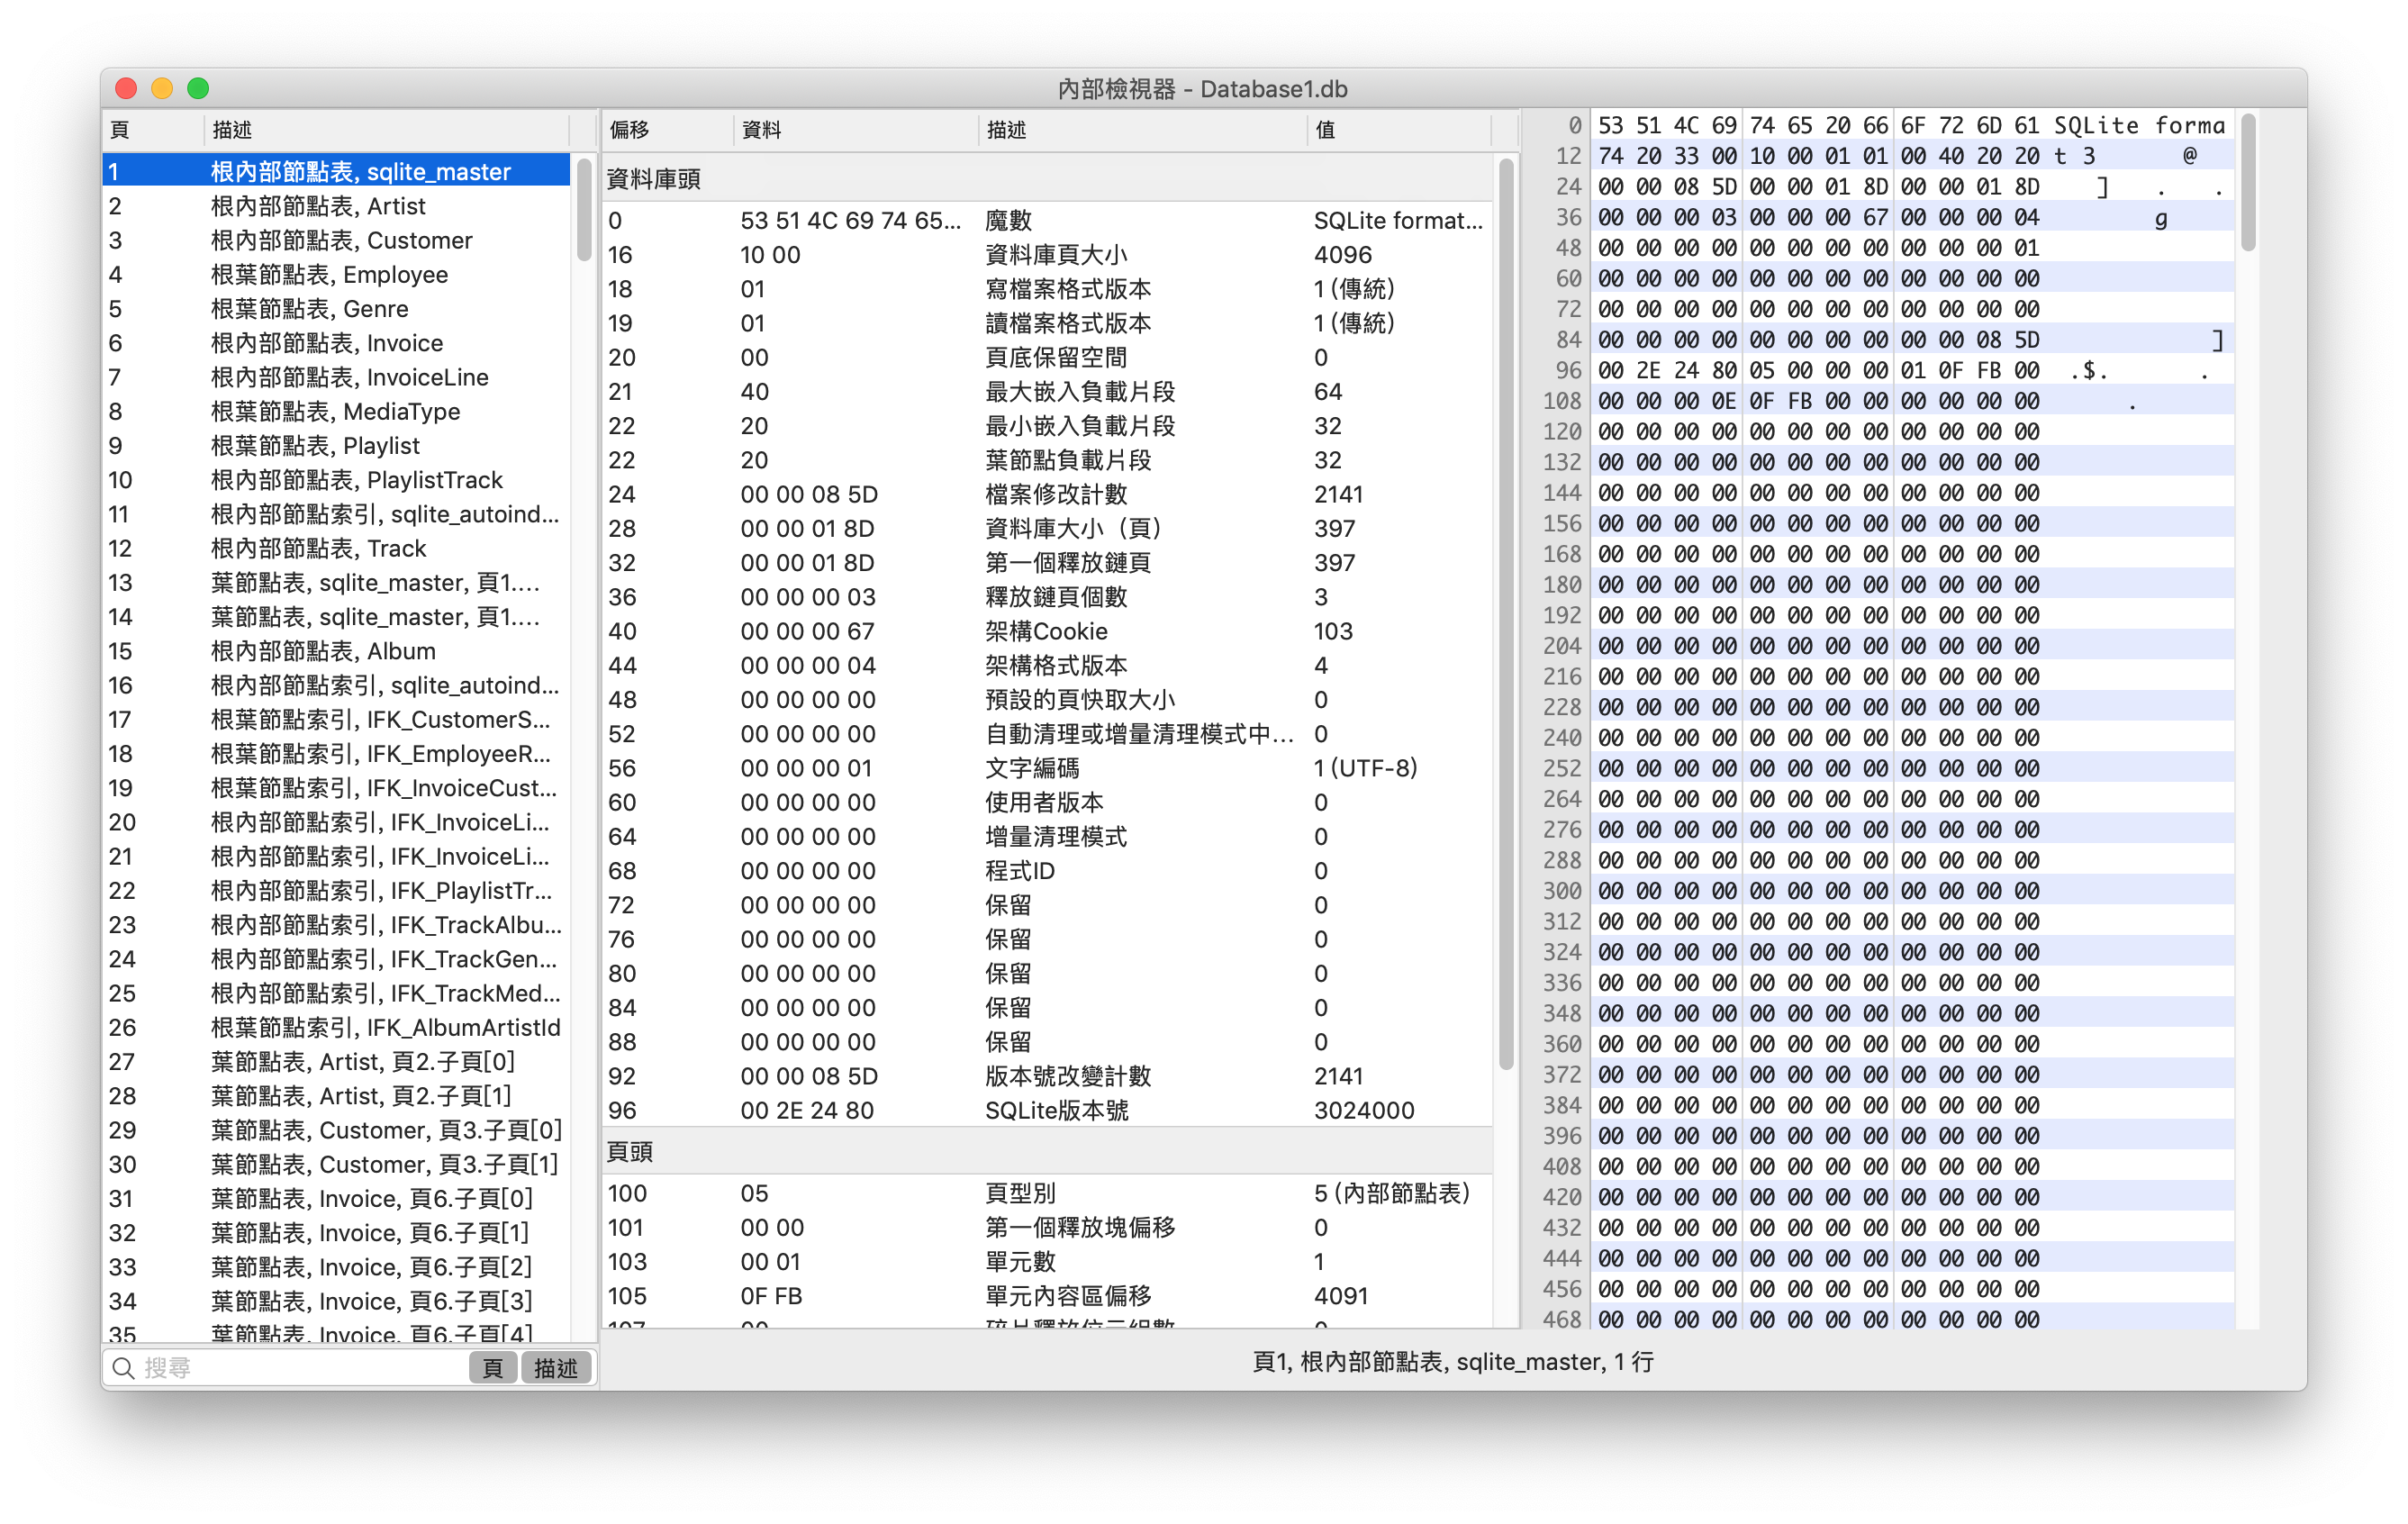 內部檢視器 - Database1.db
頁 描述
1 根內部節點表, sqlite_master
2 根內部節點表, Artist
3 根內部節點表, Customer
4 根葉節點表, Employee
5 根葉節點表, Genre
6 根內部節點表, Invoice
7 根內部節點表, InvoiceLine
8 根葉節點表, MediaType
9 根葉節點表, Playlist
10 根內部節點表, PlaylistTrack
11 根內部節點索引, sqlite_autoind...
12 根內部節點表, Track
13 葉節點表, sqlite_master, 頁1....
14 葉節點表, sqlite_master, 頁1....
15 根內部節點表, Album
16 根內部節點索引, sqlite_autoind...
17 根葉節點索引, IFK_CustomerS...
18 根葉節點索引, IFK_EmployeeR...
19 根葉節點索引, IFK_InvoiceCust...
20 根內部節點索引, IFK_InvoiceLi...
21 根內部節點索引, IFK_InvoiceLi...
22 根內部節點索引, IFK_PlaylistTr...
23 根內部節點索引, IFK_TrackAlbu...
24 根內部節點索引, IFK_TrackGen...
25 根內部節點索引, IFK_TrackMed...
26 根葉節點索引, IFK_AlbumArtistId
27 葉節點表, Artist, 頁2.子頁[0]
28 葉節點表, Artist, 頁2.子頁[1]
29 葉節點表, Customer, 頁3.子頁[0]
30 葉節點表, Customer, 頁3.子頁[1]
31 葉節點表, Invoice, 頁6.子頁[0]
32 葉節點表, Invoice, 頁6.子頁[1]
33 葉節點表, Invoice, 頁6.子頁[2]
34 葉節點表, Invoice, 頁6.子頁[3]
35 葉節點表, Invoice, 頁6.子頁[4]
搜尋 頁 描述
偏移 資料 描述 值
資料庫頭
0 53 51 4C 69 74 65... 魔數 SQLite format...
16 10 00 資料庫頁大小 4096
18 01 寫檔案格式版本 1 (傳統)
19 01 讀檔案格式版本 1 (傳統)
20 00 頁底保留空間 0
21 40 最大嵌入負載片段 64
22 20 最小嵌入負載片段 32
22 20 葉節點負載片段 32
24 00 00 08 5D 檔案修改計數 2141
28 00 00 01 8D 資料庫大小（頁） 397
32 00 00 01 8D 第一個釋放鏈頁 397
36 00 00 00 03 釋放鏈頁個數 3
40 00 00 00 67 架構Cookie 103
44 00 00 00 04 架構格式版本 4
48 00 00 00 00 預設的頁快取大小 0
52 00 00 00 00 自動清理或增量清理模式中... 0
56 00 00 00 01 文字編碼 1 (UTF-8)
60 00 00 00 00 使用者版本 0
64 00 00 00 00 增量清理模式 0
68 00 00 00 00 程式ID 0
72 00 00 00 00 保留 0
76 00 00 00 00 保留 0
80 00 00 00 00 保留 0
84 00 00 00 00 保留 0
88 00 00 00 00 保留 0
92 00 00 08 5D 版本號改變計數 2141
96 00 2E 24 80 SQLite版本號 3024000
頁頭
100 05 頁型別 5 (內部節點表)
101 00 00 第一個釋放塊偏移 0
103 00 01 單元數 1
105 0F FB 單元內容區偏移 4091
107 00 碎片釋放位元組數 0
0 53 51 4C 69 74 65 20 66 6F 72 6D 61 SQLite forma
12 74 20 33 00 10 00 01 01 00 40 20 20 t 3 @
24 00 00 08 5D 00 00 01 8D 00 00 01 8D ] . .
36 00 00 00 03 00 00 00 67 00 00 00 04 g
48 00 00 00 00 00 00 00 00 00 00 00 01
60 00 00 00 00 00 00 00 00 00 00 00 00
72 00 00 00 00 00 00 00 00 00 00 00 00
84 00 00 00 00 00 00 00 00 00 00 08 5D ]
96 00 2E 24 80 05 00 00 00 01 0F FB 00 .$. .
108 00 00 00 0E 0F FB 00 00 00 00 00 00 .
120 00 00 00 00 00 00 00 00 00 00 00 00
132 00 00 00 00 00 00 00 00 00 00 00 00
144 00 00 00 00 00 00 00 00 00 00 00 00
156 00 00 00 00 00 00 00 00 00 00 00 00
168 00 00 00 00 00 00 00 00 00 00 00 00
180 00 00 00 00 00 00 00 00 00 00 00 00
192 00 00 00 00 00 00 00 00 00 00 00 00
204 00 00 00 00 00 00 00 00 00 00 00 00
216 00 00 00 00 00 00 00 00 00 00 00 00
228 00 00 00 00 00 00 00 00 00 00 00 00
240 00 00 00 00 00 00 00 00 00 00 00 00
252 00 00 00 00 00 00 00 00 00 00 00 00
264 00 00 00 00 00 00 00 00 00 00 00 00
276 00 00 00 00 00 00 00 00 00 00 00 00
288 00 00 00 00 00 00 00 00 00 00 00 00
300 00 00 00 00 00 00 00 00 00 00 00 00
312 00 00 00 00 00 00 00 00 00 00 00 00
324 00 00 00 00 00 00 00 00 00 00 00 00
336 00 00 00 00 00 00 00 00 00 00 00 00
348 00 00 00 00 00 00 00 00 00 00 00 00
360 00 00 00 00 00 00 00 00 00 00 00 00
372 00 00 00 00 00 00 00 00 00 00 00 00
384 00 00 00 00 00 00 00 00 00 00 00 00
396 00 00 00 00 00 00 00 00 00 00 00 00
408 00 00 00 00 00 00 00 00 00 00 00 00
420 00 00 00 00 00 00 00 00 00 00 00 00
432 00 00 00 00 00 00 00 00 00 00 00 00
444 00 00 00 00 00 00 00 00 00 00 00 00
456 00 00 00 00 00 00 00 00 00 00 00 00
468 00 00 00 00 00 00 00 00 00 00 00 00
頁1, 根內部節點表, sqlite_master, 1 行